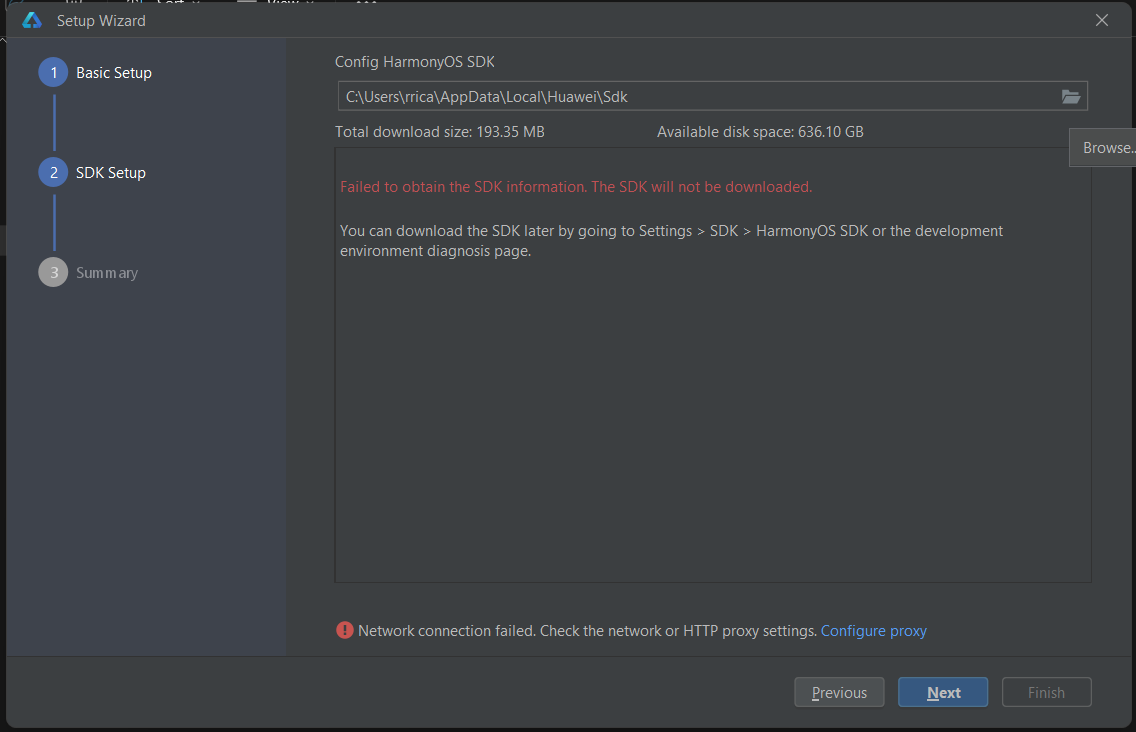 Setup Wizard
1 Basic Setup
2 SDK Setup
3 Summary
Config HarmonyOS SDK
C:\Users\rrica\AppData\Local\Huawei\Sdk
Total download size: 193.35 MB Available disk space: 636.10 GB
Browse..
Failed to obtain the SDK information. The SDK will not be downloaded.
You can download the SDK later by going to Settings > SDK > HarmonyOS SDK or the development
environment diagnosis page.
Network connection failed. Check the network or HTTP proxy settings. Configure proxy
Previous Next Finish